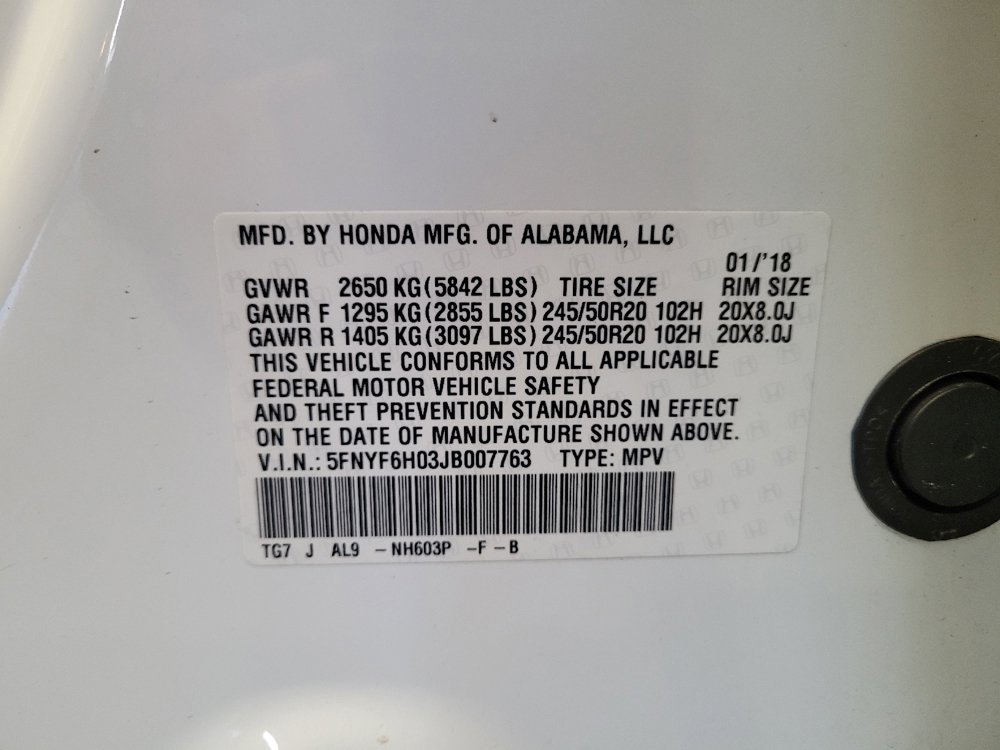 MFD. BY HONDA MFG. OF ALABAMA, LLC
01/'18
GVWR 2650 KG(5842 LBS) TIRE SIZE RIM SIZE
GAWR F 1295 KG(2855 LBS) 245/50R20 102H 20X8.0J
GAWR R 1405 KG(3097 LBS) 245/50R20 102H 20X8.0J
THIS VEHICLE CONFORMS TO ALL APPLICABLE
FEDERAL MOTOR VEHICLE SAFETY
AND THEFT PREVENTION STANDARDS IN EFFECT
ON THE DATE OF MANUFACTURE SHOWN ABOVE.
V.I.N.: 5FNYF6H03JB007763 TYPE: MPV
TG7 J AL9 -NH603P -F-B